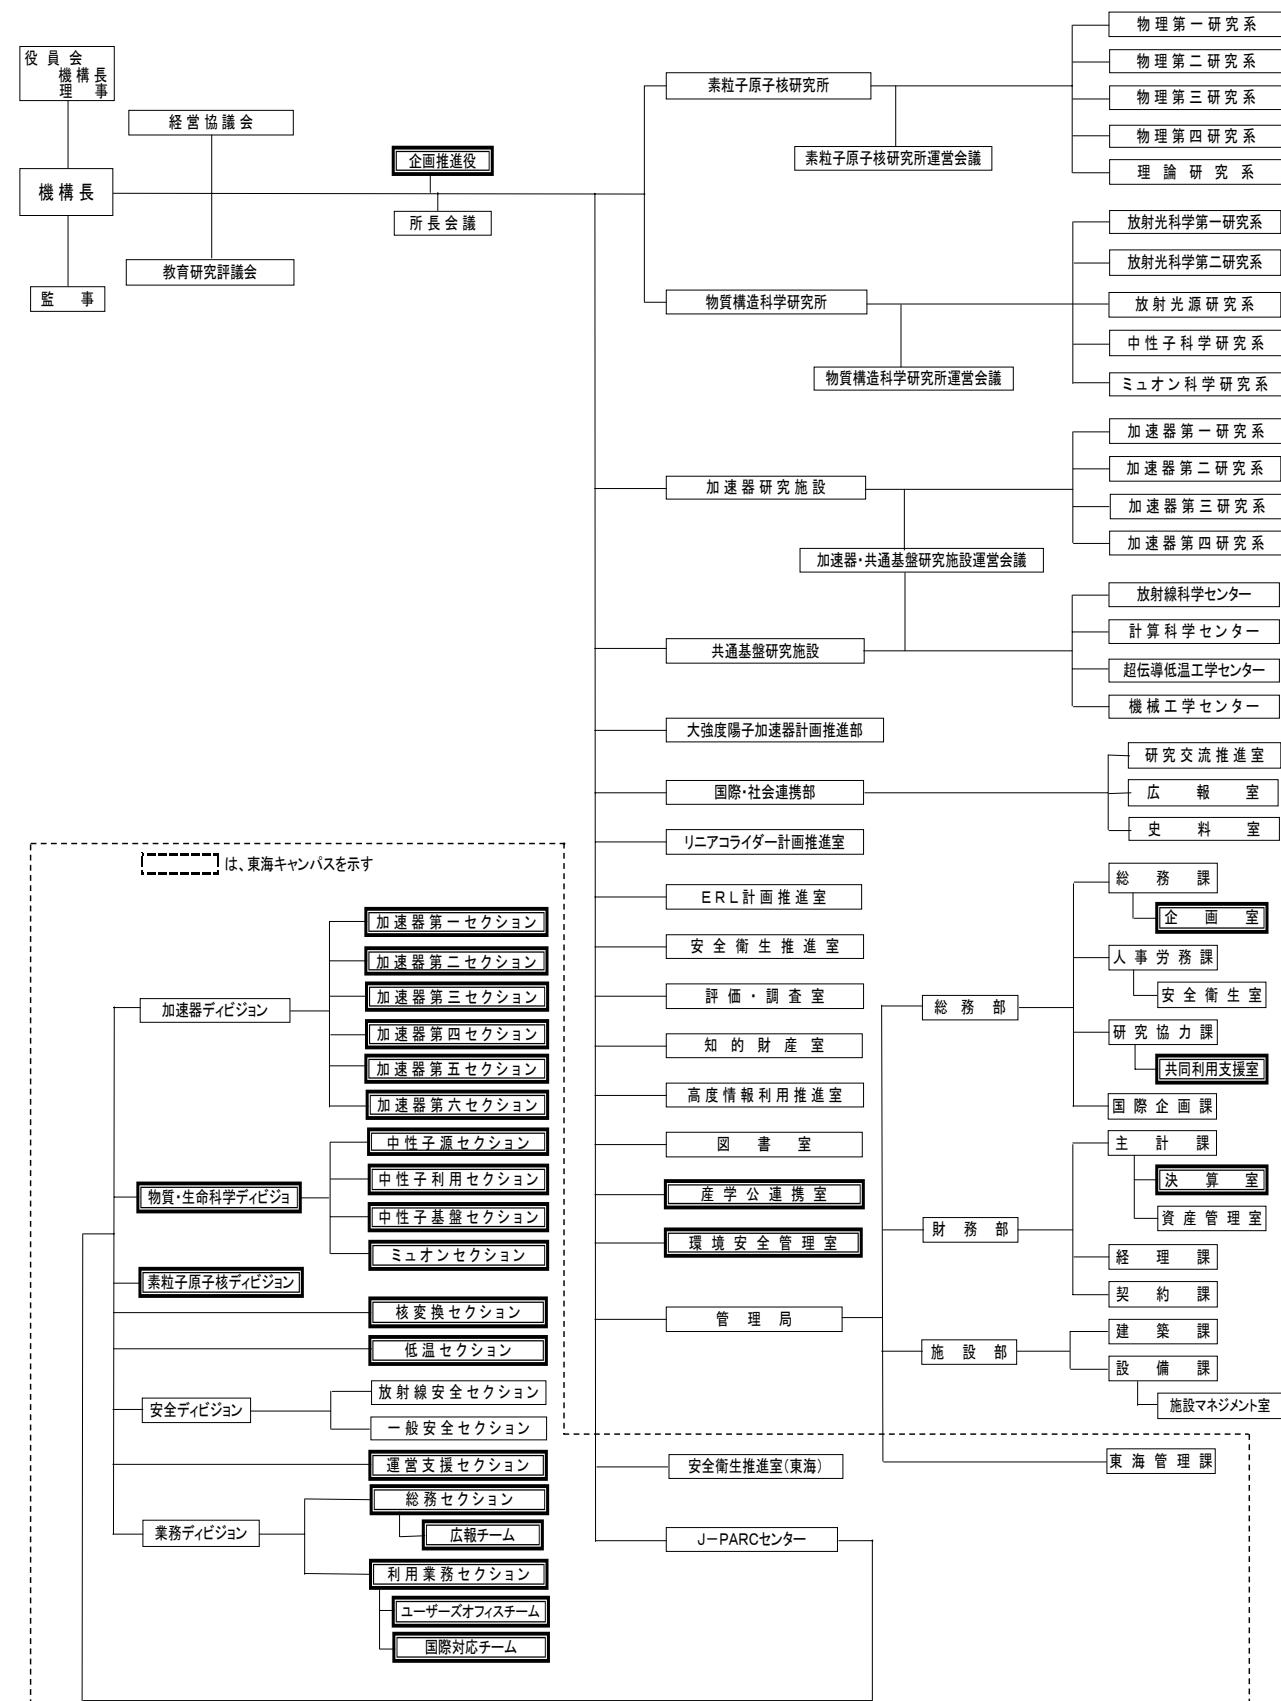 役員会
機構長
理事
経営協議会
企画推進役
機構長
所長会議
教育研究評議会
監　事
素粒子原子核研究所
素粒子原子核研究所運営会議
物理第一研究系
物理第二研究系
物理第三研究系
物理第四研究系
理論研究系
物質構造科学研究所
物質構造科学研究所運営会議
放射光科学第一研究系
放射光科学第二研究系
放射光源研究系
中性子科学研究系
ミュオン科学研究系
加速器研究施設
加速器・共通基盤研究施設運営会議
加速器第一研究系
加速器第二研究系
加速器第三研究系
加速器第四研究系
共通基盤研究施設
放射線科学センター
計算科学センター
超伝導低温工学センター
機械工学センター
大強度陽子加速器計画推進部
国際・社会連携部
研究交流推進室
広報室
史料室
リニアコライダー計画推進室
ERL計画推進室
安全衛生推進室
評価・調査室
知的財産室
高度情報利用推進室
図書室
産学公連携室
環境安全管理室
管理局
総務部
総務課
企画室
人事労務課
安全衛生室
研究協力課
共同利用支援室
国際企画課
財務部
主計課
決算室
資産管理室
経理課
契約課
施設部
建築課
設備課
施設マネジメント室
東海管理課
安全衛生推進室(東海)
J－PARCセンター
は、東海キャンパスを示す
加速器ディビジョン
加速器第一セクション
加速器第二セクション
加速器第三セクション
加速器第四セクション
加速器第五セクション
加速器第六セクション
物質・生命科学ディビジョ
中性子源セクション
中性子利用セクション
中性子基盤セクション
ミュオンセクション
素粒子原子核ディビジョン
核変換セクション
低温セクション
安全ディビジョン
放射線安全セクション
一般安全セクション
運営支援セクション
業務ディビジョン
総務セクション
広報チーム
利用業務セクション
ユーザーズオフィスチーム
国際対応チーム